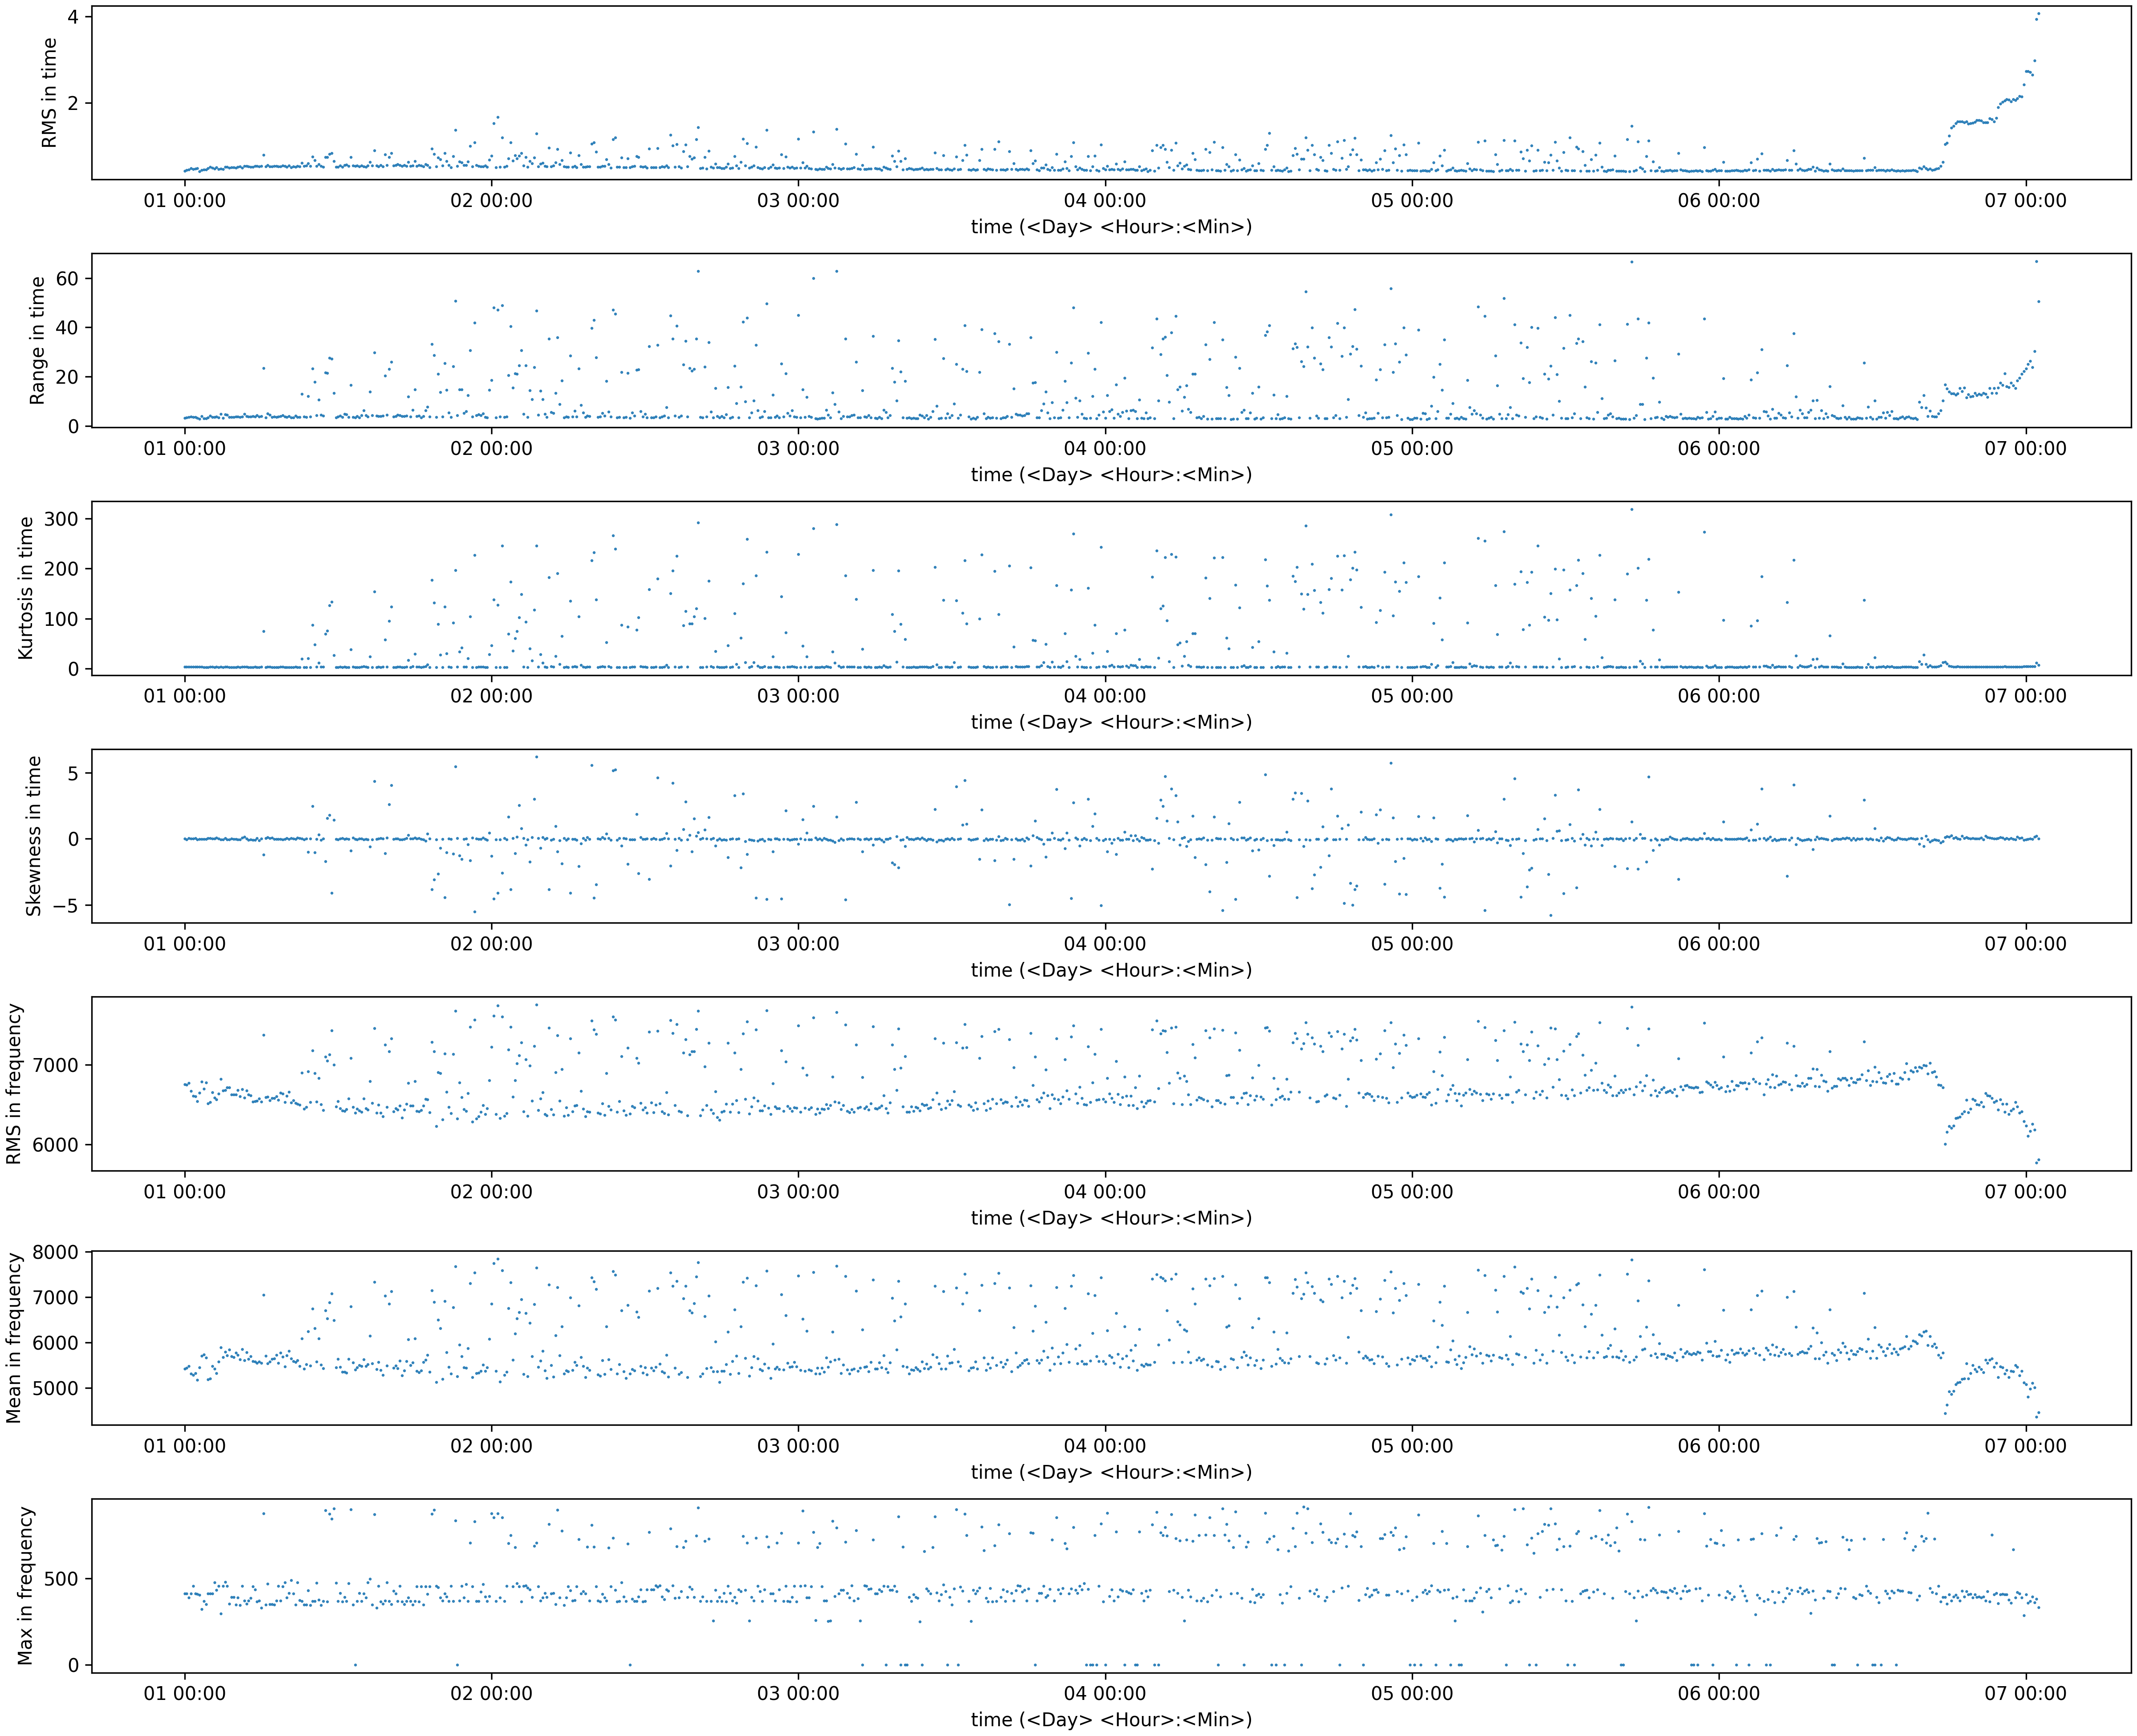 RMS in time
4
2
01 00:00 02 00:00 03 00:00 04 00:00 05 00:00 06 00:00 07 00:00
time (<Day> <Hour>:<Min>)
Range in time
60
40
20
0
01 00:00 02 00:00 03 00:00 04 00:00 05 00:00 06 00:00 07 00:00
time (<Day> <Hour>:<Min>)
Kurtosis in time
300
200
100
0
01 00:00 02 00:00 03 00:00 04 00:00 05 00:00 06 00:00 07 00:00
time (<Day> <Hour>:<Min>)
Skewness in time
5
0
−5
01 00:00 02 00:00 03 00:00 04 00:00 05 00:00 06 00:00 07 00:00
time (<Day> <Hour>:<Min>)
RMS in frequency
7000
6000
01 00:00 02 00:00 03 00:00 04 00:00 05 00:00 06 00:00 07 00:00
time (<Day> <Hour>:<Min>)
Mean in frequency
8000
7000
6000
5000
01 00:00 02 00:00 03 00:00 04 00:00 05 00:00 06 00:00 07 00:00
time (<Day> <Hour>:<Min>)
Max in frequency
500
0
01 00:00 02 00:00 03 00:00 04 00:00 05 00:00 06 00:00 07 00:00
time (<Day> <Hour>:<Min>)